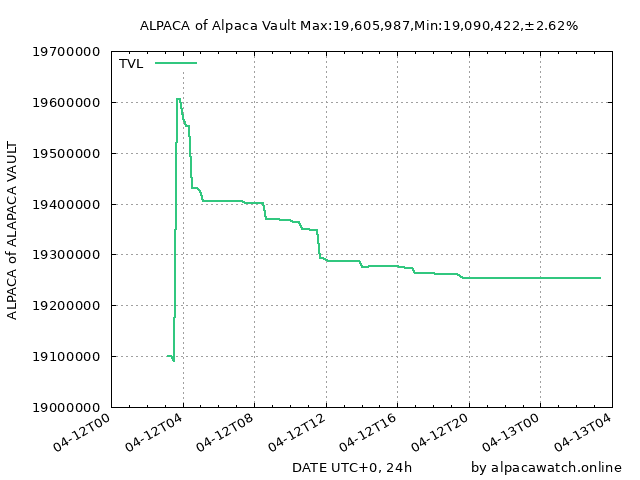 ALPACA of Alpaca Vault Max:19,605,987,Min:19,090,422,±2.62%
19700000
TVL
19600000
19500000
19400000
19300000
19200000
19100000
19000000
ALPACA of ALAPACA VAULT
04-12T00
04-12T04
04-12T08
04-12T12
04-12T16
04-12T20
04-13T00
04-13T04
DATE UTC+0, 24h
by alpacawatch.online